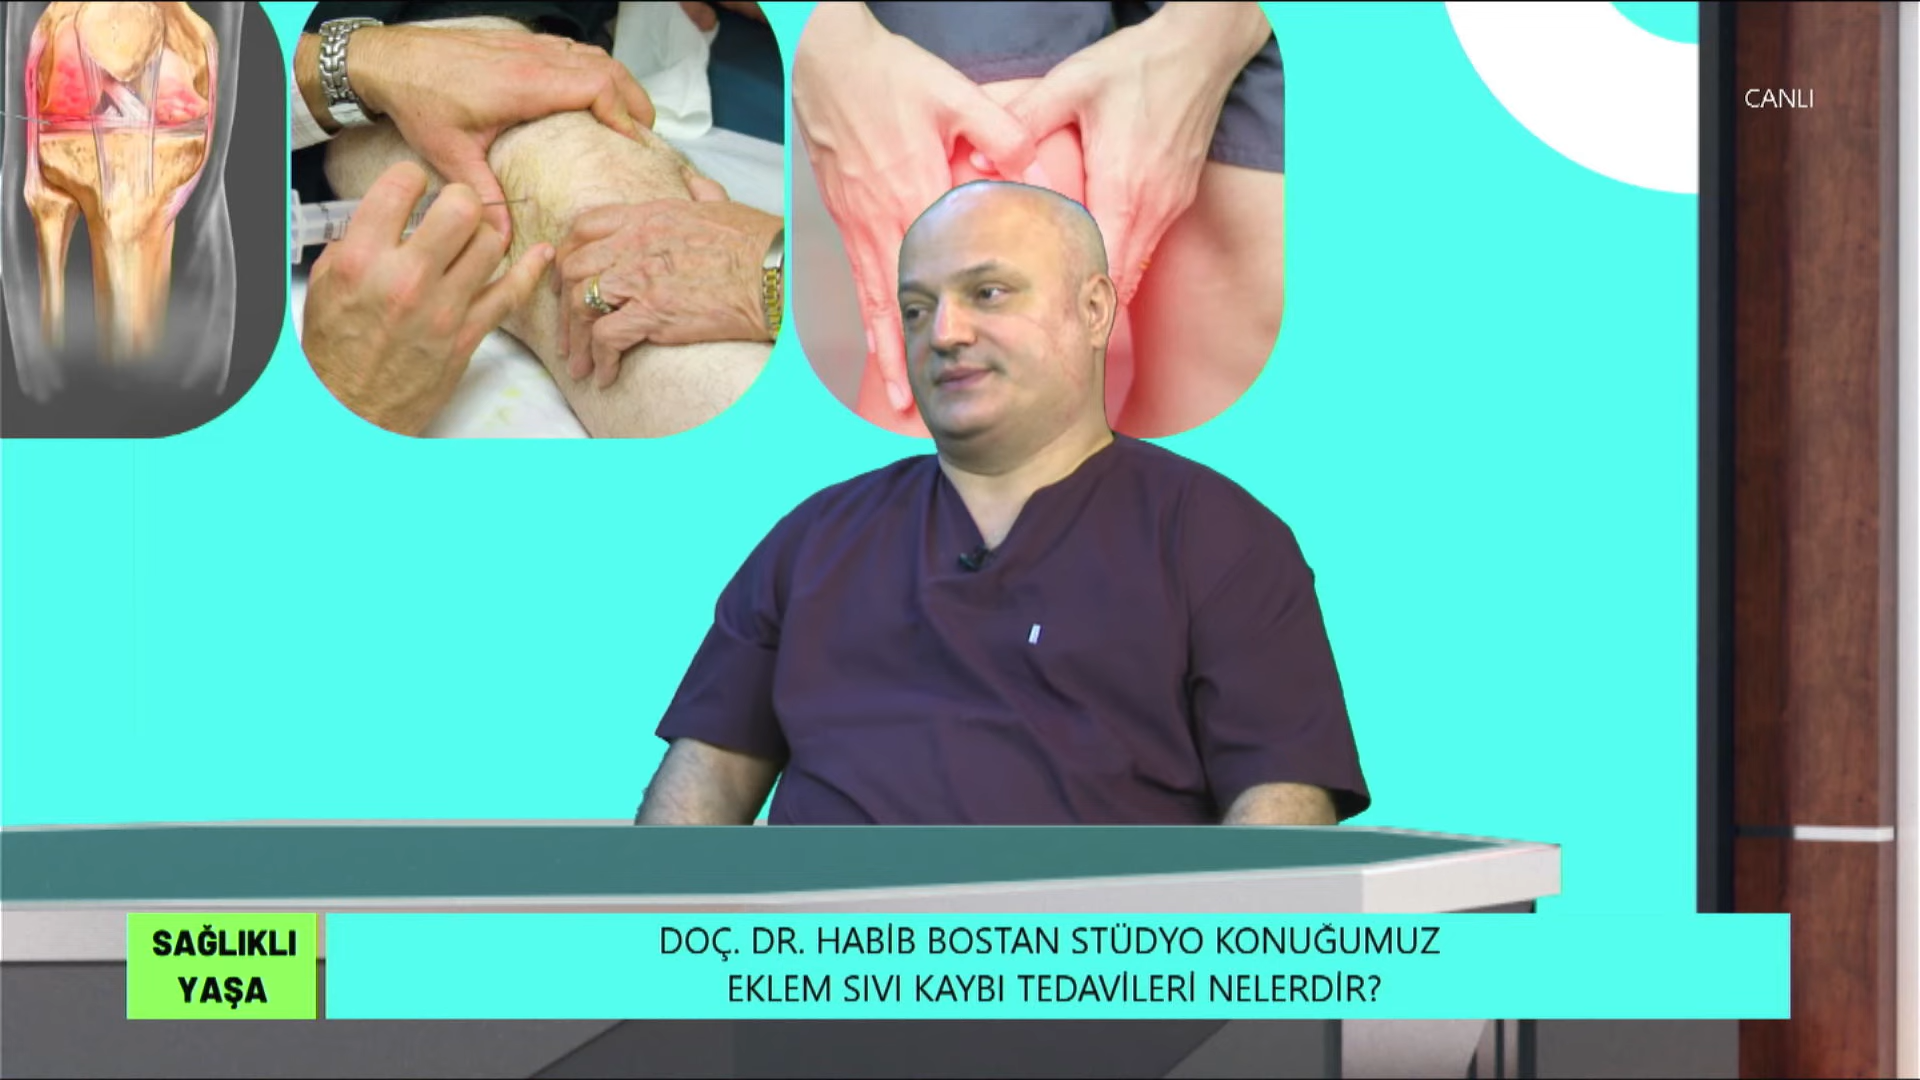 CANLI
SAĞLIKLI
YAŞA
DOÇ. DR. HABİB BOSTAN STÜDYO KONUĞUMUZ
EKLEM SIVI KAYBI TEDAVİLERİ NELERDİR?